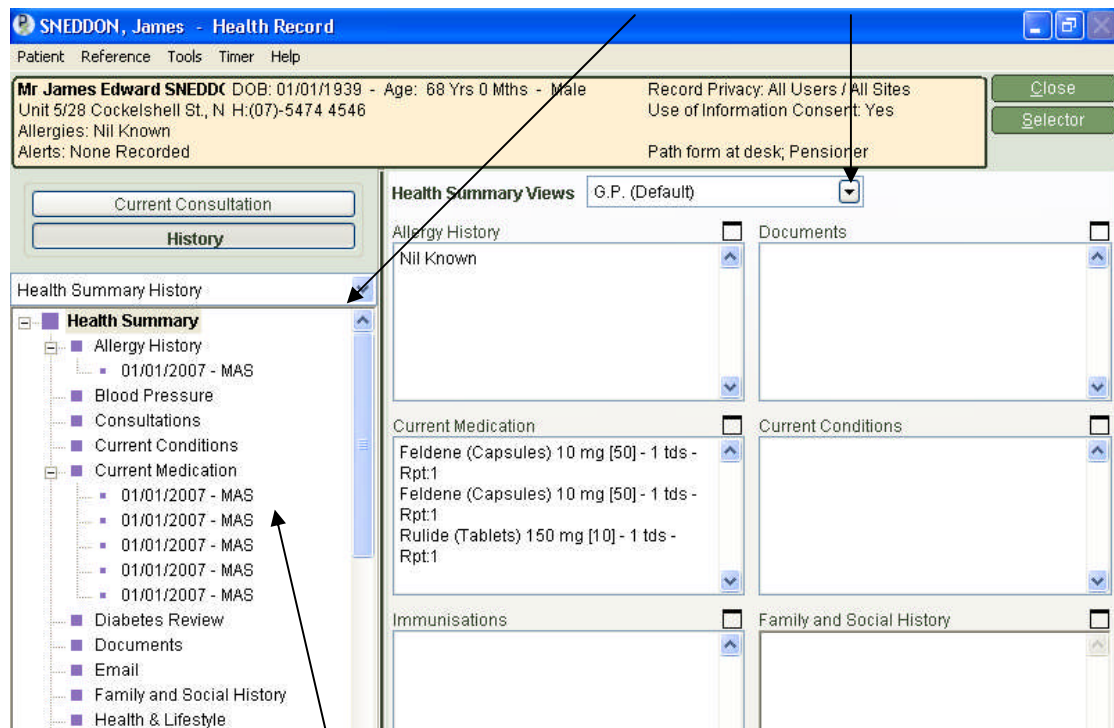 SNEDDON, James - Health Record
Patient Reference Tools Timer Help
Mr James Edward SNEDD( DOB: 01/01/1939 - Age: 68 Yrs 0 Mths - Male Record Privacy: All Users / All Sites
Unit 5/28 Cockelshell St., N H:(07)-5474 4546 Use of Information Consent: Yes
Allergies: Nil Known
Alerts: None Recorded Path form at desk; Pensioner
Close
Selector
Current Consultation
History
Health Summary History
Health Summary
Allergy History
01/01/2007 - MAS
Blood Pressure
Consultations
Current Conditions
Current Medication
01/01/2007 - MAS
01/01/2007 - MAS
01/01/2007 - MAS
01/01/2007 - MAS
01/01/2007 - MAS
Diabetes Review
Documents
Email
Family and Social History
Health & Lifestyle
Health Summary Views G.P. (Default)
Allergy History
Nil Known
Documents
Current Medication
Feldene (Capsules) 10 mg [50] - 1 tds -
Rpt:1
Feldene (Capsules) 10 mg [50] - 1 tds -
Rpt:1
Rulide (Tablets) 150 mg [10] - 1 tds -
Rpt:1
Current Conditions
Immunisations
Family and Social History